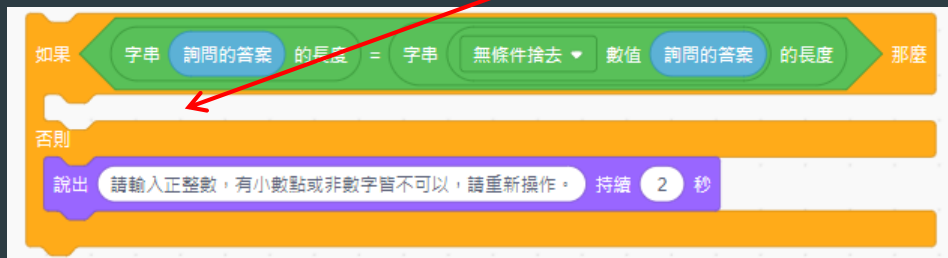 如果 字串 詢問的答案 的長度 = 字串 無條件捨去 數值 詢問的答案 的長度 那麼
否則
說出 請輸入正整數，有小數點或非數字皆不可以，請重新操作。 持續 2 秒